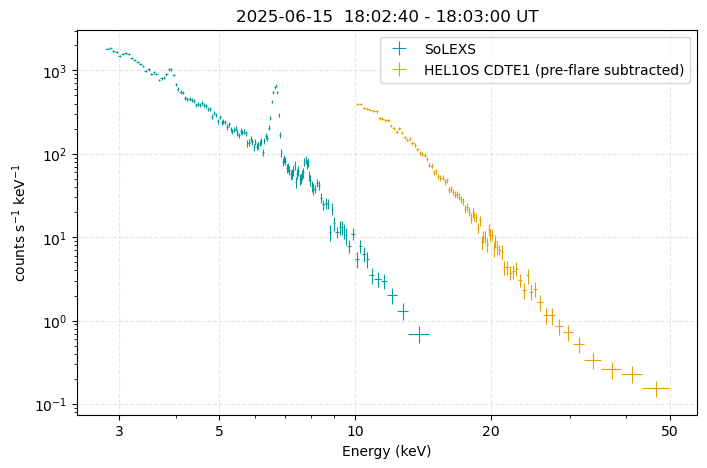 2025-06-15  18:02:40 - 18:03:00 UT
SoLEXS
HEL1OS CDTE1 (pre-flare subtracted)
counts s⁻¹ keV⁻¹
10³
10²
10¹
10⁰
10⁻¹
3 5 10 20 50
Energy (keV)